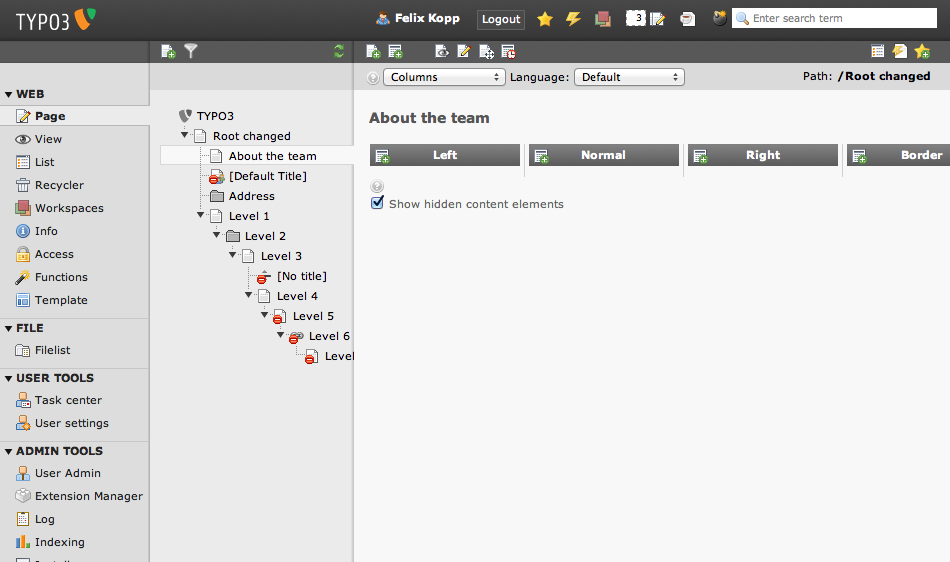 TYPO3
Felix Kopp
Logout
3
Enter search term
Columns
Language:
Default
Path: /Root changed
WEB
Page
View
List
Recycler
Workspaces
Info
Access
Functions
Template
FILE
Filelist
USER TOOLS
Task center
User settings
ADMIN TOOLS
User Admin
Extension Manager
Log
Indexing
TYPO3
Root changed
About the team
[Default Title]
Address
Level 1
Level 2
Level 3
[No title]
Level 4
Level 5
Level 6
Level
About the team
Left
Normal
Right
Border
Show hidden content elements